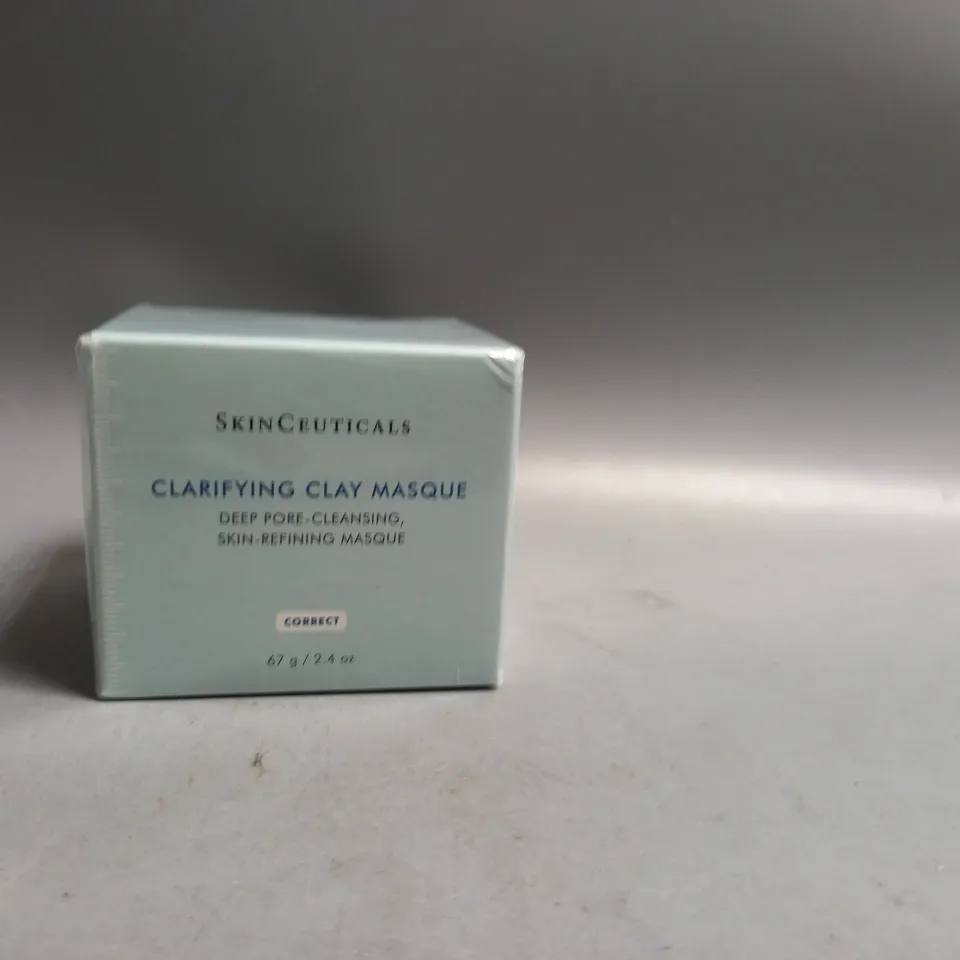 SKINCEUTICALS
CLARIFYING CLAY MASQUE
DEEP PORE-CLEANSING,
SKIN-REFINING MASQUE
CORRECT
67 g / 2.4 oz